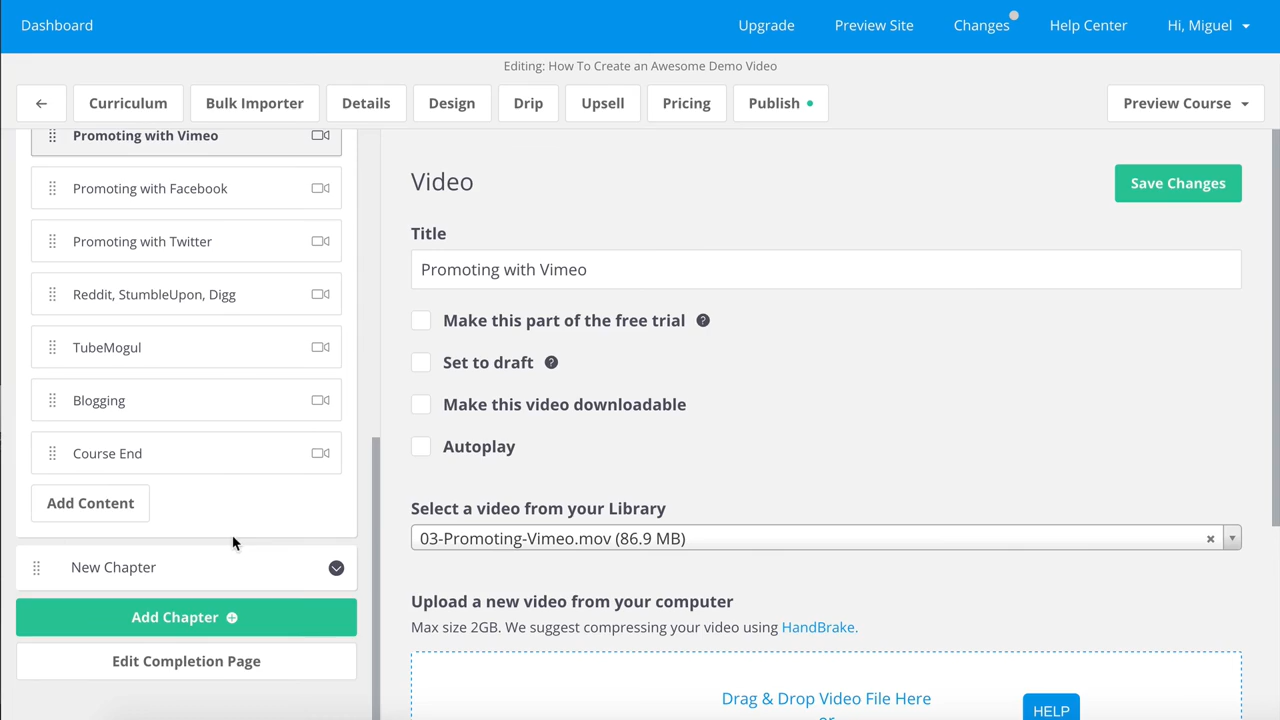 Dashboard
Upgrade
Preview Site
Changes
Help Center
Hi, Miguel
Editing: How To Create an Awesome Demo Video
Curriculum
Bulk Importer
Details
Design
Drip
Upsell
Pricing
Publish
Preview Course
Promoting with Vimeo
Promoting with Facebook
Promoting with Twitter
Reddit, StumbleUpon, Digg
TubeMogul
Blogging
Course End
Add Content
New Chapter
Add Chapter
Edit Completion Page
Video
Save Changes
Title
Promoting with Vimeo
Make this part of the free trial
Set to draft
Make this video downloadable
Autoplay
Select a video from your Library
03-Promoting-Vimeo.mov (86.9 MB)
Upload a new video from your computer
Max size 2GB. We suggest compressing your video using HandBrake.
Drag & Drop Video File Here
or
HELP